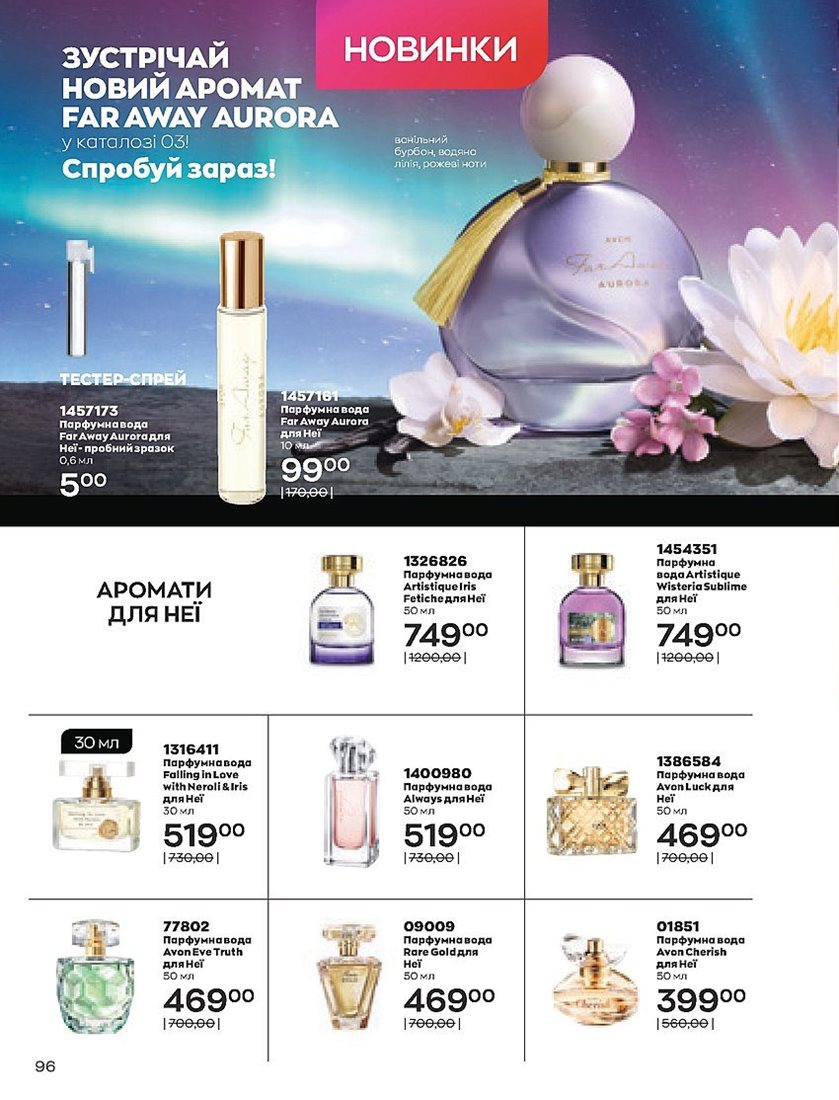 НОВИНКИ
ЗУСТРІЧАЙ
НОВИЙ АРОМАТ
FAR AWAY AURORA
у каталозі 03!
Спробуй зараз!
ванільний
бурбон, водяна
лілія, рожеві ноти
AVON
Far Away
AURORA
ТЕСТЕР-СПРЕЙ
1457173
Парфумна вода
Far Away Aurora для
Неї - пробний зразок
0,6 мл
500
Far Away
AURORA
1457161
Парфумна вода
Far Away Aurora
для Неї
10 мл
9900
|170,00|
АРОМАТИ
ДЛЯ НЕЇ
1326826
Парфумна вода
Artistique Iris
Fetiche для Неї
50 мл
74900
|1200,00|
1454351
Парфумна
вода Artistique
Wisteria Sublime
для Неї
50 мл
74900
|1200,00|
30 МЛ
1316411
Парфумна вода
Falling in Love
with Neroli & Iris
для Неї
30 мл
51900
|730,00|
1400980
Парфумна вода
Always для Неї
50 мл
51900
|730,00|
1386584
Парфумна вода
Avon Luck для
Неї
50 мл
46900
|700,00|
77802
Парфумна вода
Avon Eve Truth
для Неї
50 мл
46900
|700,00|
09009
Парфумна вода
Rare Gold для
Неї
50 мл
46900
|700,00|
01851
Парфумна вода
Avon Cherish
для Неї
50 мл
39900
|560,00|
Cherish
96